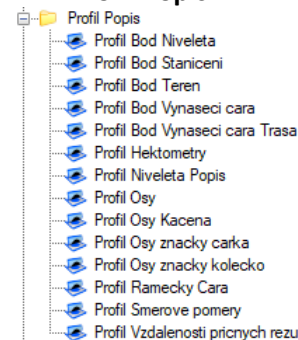 Profil Popis
Profil Bod Niveleta
Profil Bod Staniceni
Profil Bod Teren
Profil Bod Vynaseci cara
Profil Bod Vynaseci cara Trasa
Profil Hektometry
Profil Niveleta Popis
Profil Osy
Profil Osy Kacena
Profil Osy znacky carka
Profil Osy znacky kolecko
Profil Ramecky Cara
Profil Smerove pomery
Profil Vzdalenosti pricnych rezu